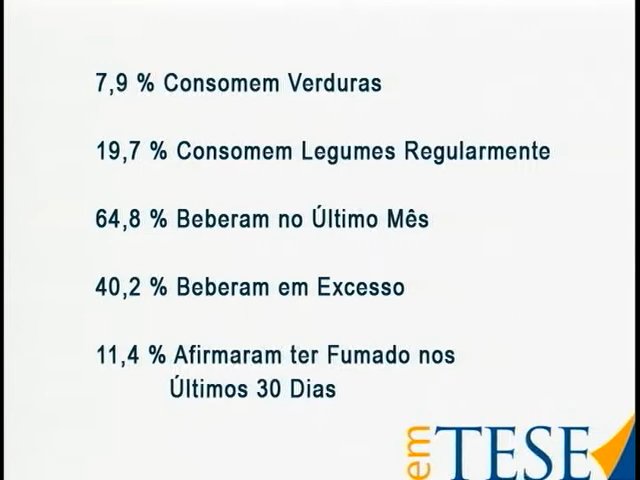 7,9 % Consomem Verduras
19,7 % Consomem Legumes Regularmente
64,8 % Beberam no Último Mês
40,2 % Beberam em Excesso
11,4 % Afirmaram ter Fumado nos
Últimos 30 Dias
em TESE